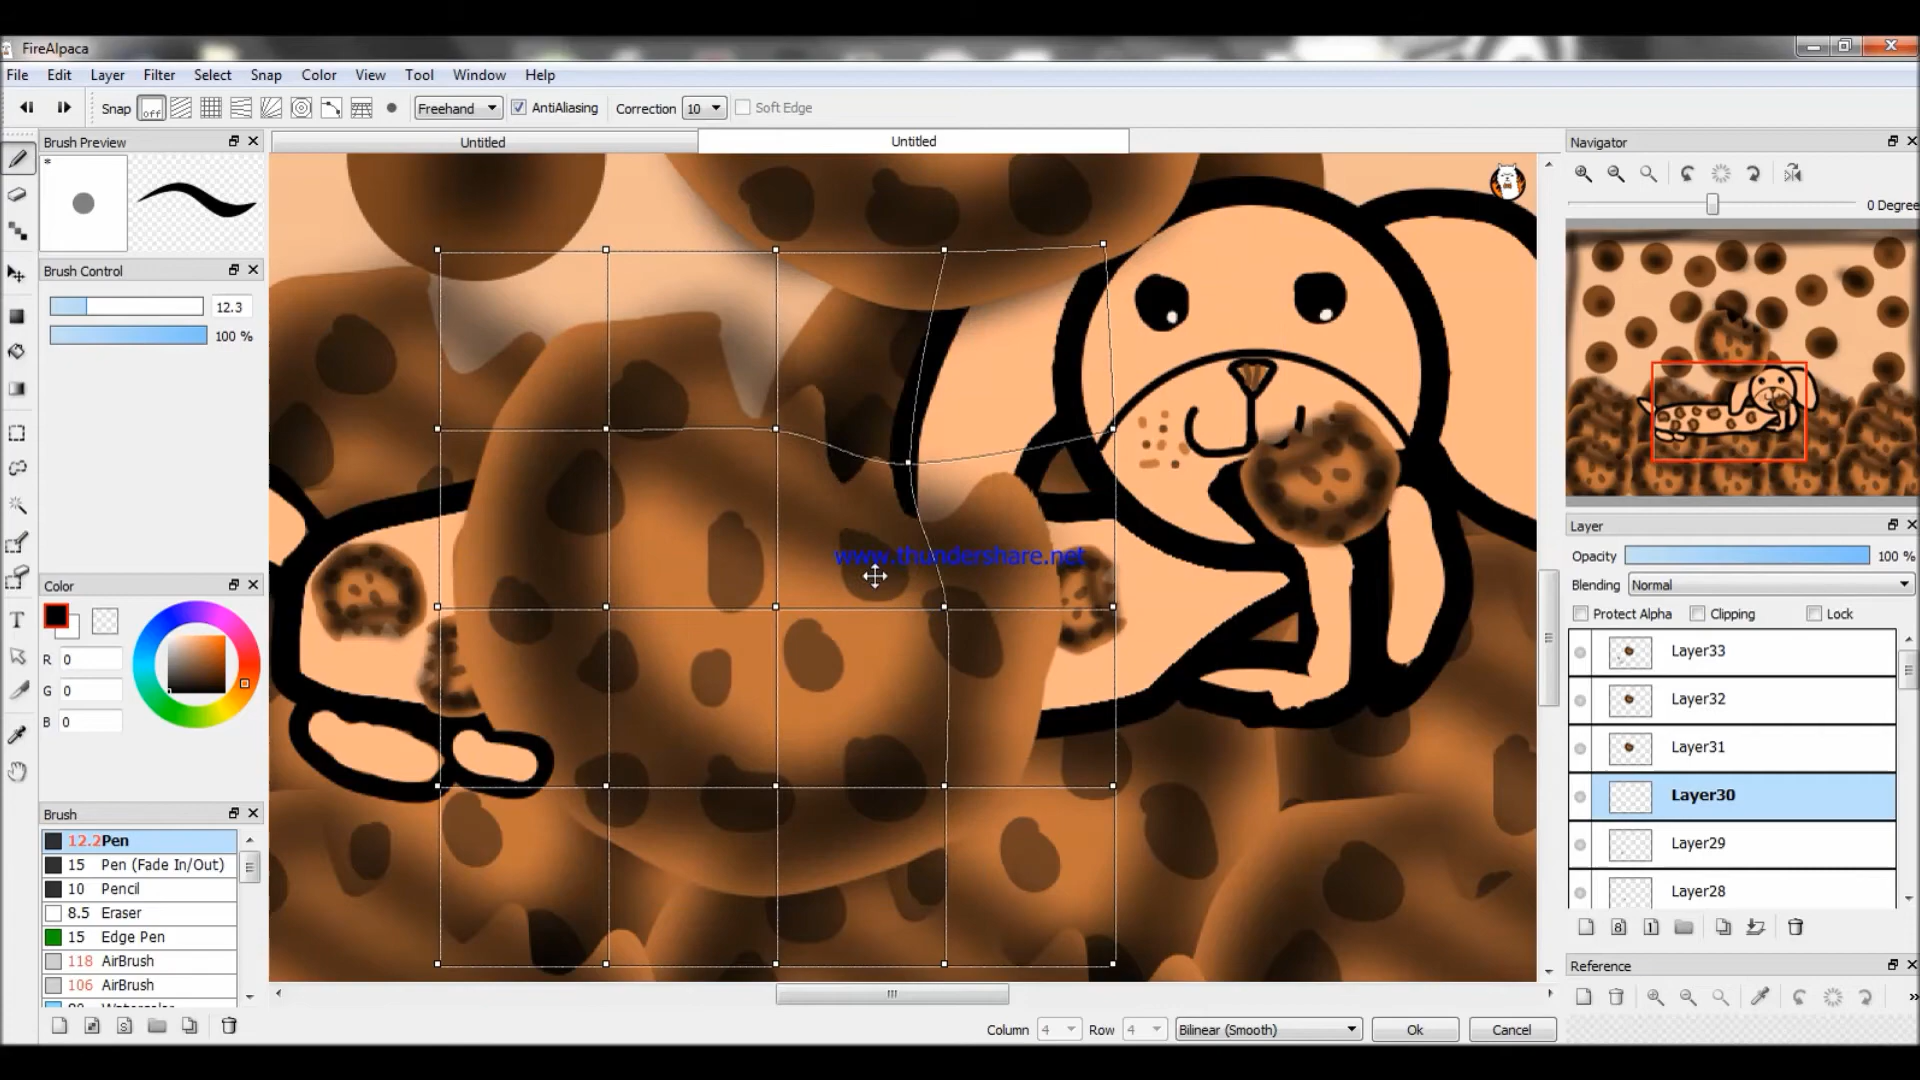 FireAlpaca
File Edit Layer Filter Select Snap Color View Tool Window Help
Snap off Freehand AntiAliasing Correction 10 Soft Edge
Brush Preview
Untitled Untitled
Navigator
*
0 Degree
Brush Control
12.3
100 %
Layer
Opacity 100 %
Blending Normal
Protect Alpha Clipping Lock
Layer33
Layer32
Layer31
Layer30
Layer29
Layer28
www.thundershare.net
Color
R 0
G 0
B 0
Brush
12.2 Pen
15 Pen (Fade In/Out)
10 Pencil
8.5 Eraser
15 Edge Pen
118 AirBrush
106 AirBrush
Reference
Column 4 Row 4 Bilinear (Smooth) Ok Cancel